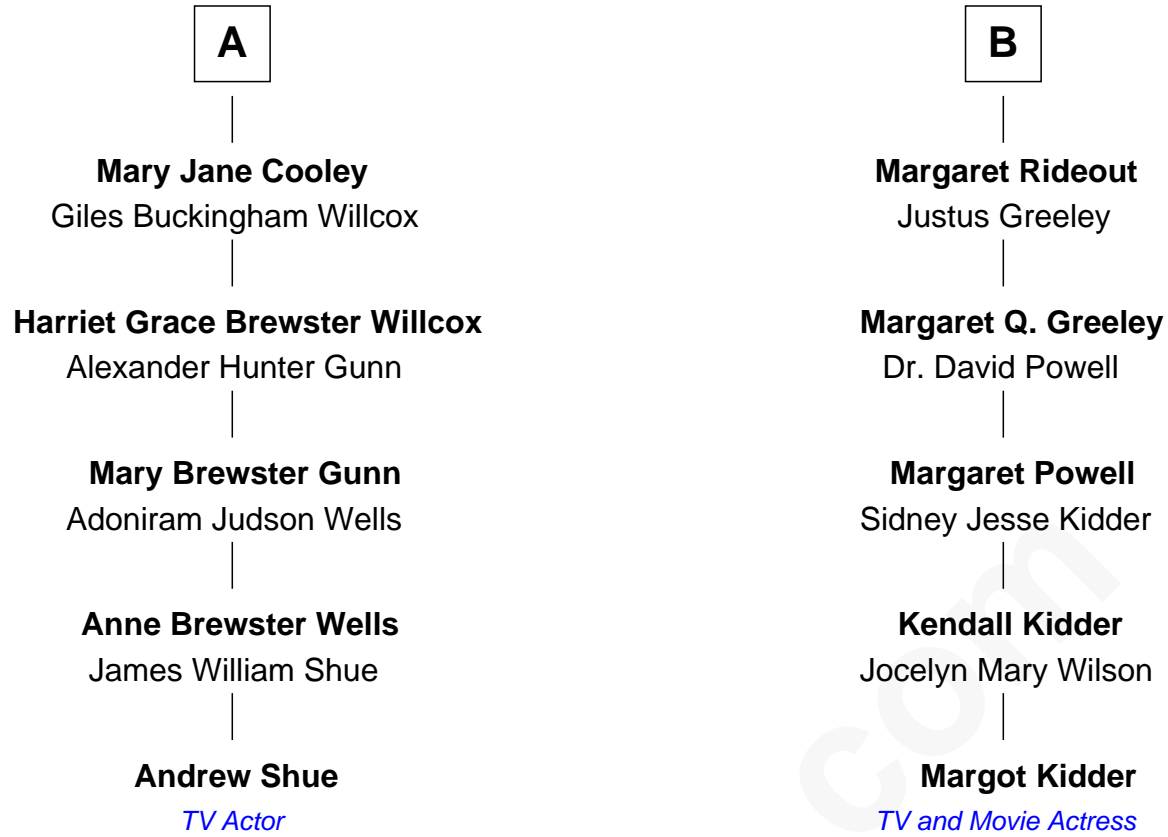 A
Mary Jane Cooley
Giles Buckingham Willcox
Harriet Grace Brewster Willcox
Alexander Hunter Gunn
Mary Brewster Gunn
Adoniram Judson Wells
Anne Brewster Wells
James William Shue
Andrew Shue
TV Actor
B
Margaret Rideout
Justus Greeley
Margaret Q. Greeley
Dr. David Powell
Margaret Powell
Sidney Jesse Kidder
Kendall Kidder
Jocelyn Mary Wilson
Margot Kidder
TV and Movie Actress
com